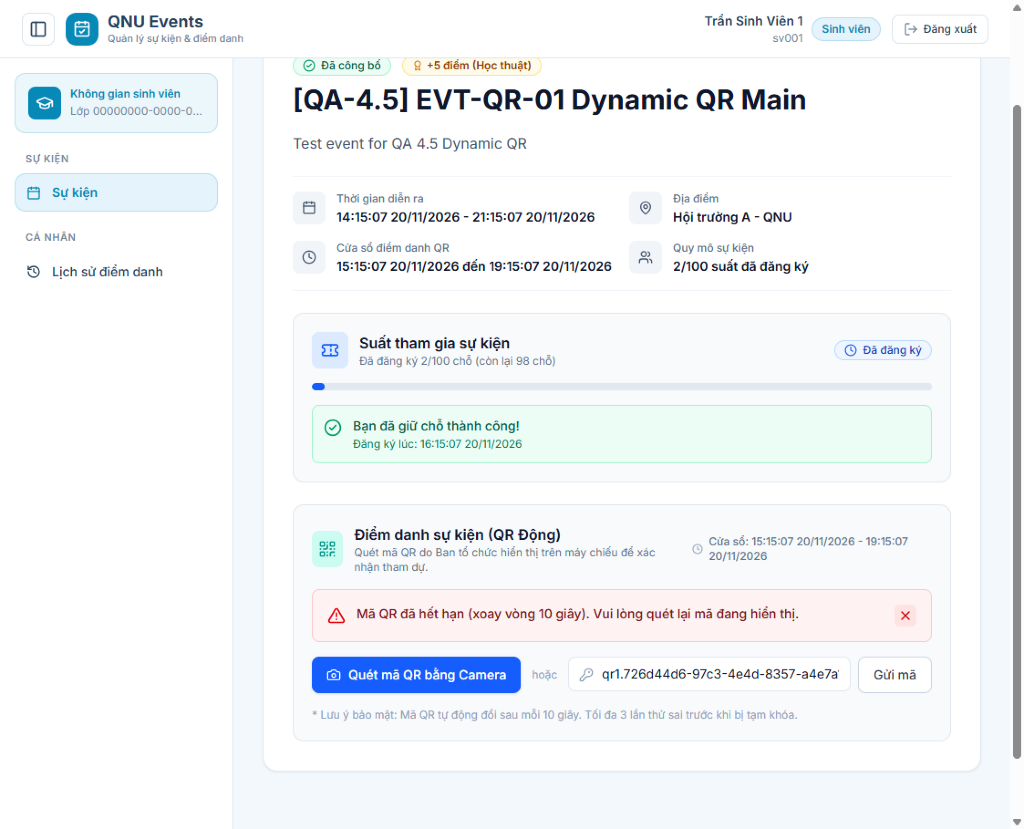 QNU Events
Quản lý sự kiện & điểm danh
Trần Sinh Viên 1
sv001
Sinh viên
Đăng xuất
Không gian sinh viên
Lớp 00000000-0000-0...
SỰ KIỆN
Sự kiện
CÁ NHÂN
Lịch sử điểm danh
Đã công bố
+5 điểm (Học thuật)
[QA-4.5] EVT-QR-01 Dynamic QR Main
Test event for QA 4.5 Dynamic QR
Thời gian diễn ra
14:15:07 20/11/2026 - 21:15:07 20/11/2026
Địa điểm
Hội trường A - QNU
Cửa sổ điểm danh QR
15:15:07 20/11/2026 đến 19:15:07 20/11/2026
Quy mô sự kiện
2/100 suất đã đăng ký
Suất tham gia sự kiện
Đã đăng ký 2/100 chỗ (còn lại 98 chỗ)
Đã đăng ký
Bạn đã giữ chỗ thành công!
Đăng ký lúc: 16:15:07 20/11/2026
Điểm danh sự kiện (QR Động)
Quét mã QR do Ban tổ chức hiển thị trên máy chiếu để xác
nhận tham dự.
Cửa sổ: 15:15:07 20/11/2026 - 19:15:07
20/11/2026
Mã QR đã hết hạn (xoay vòng 10 giây). Vui lòng quét lại mã đang hiển thị.
Quét mã QR bằng Camera
hoặc
qr1.726d44d6-97c3-4e4d-8357-a4e7a
Gửi mã
* Lưu ý bảo mật: Mã QR tự động đổi sau mỗi 10 giây. Tối đa 3 lần thử sai trước khi bị tạm khóa.